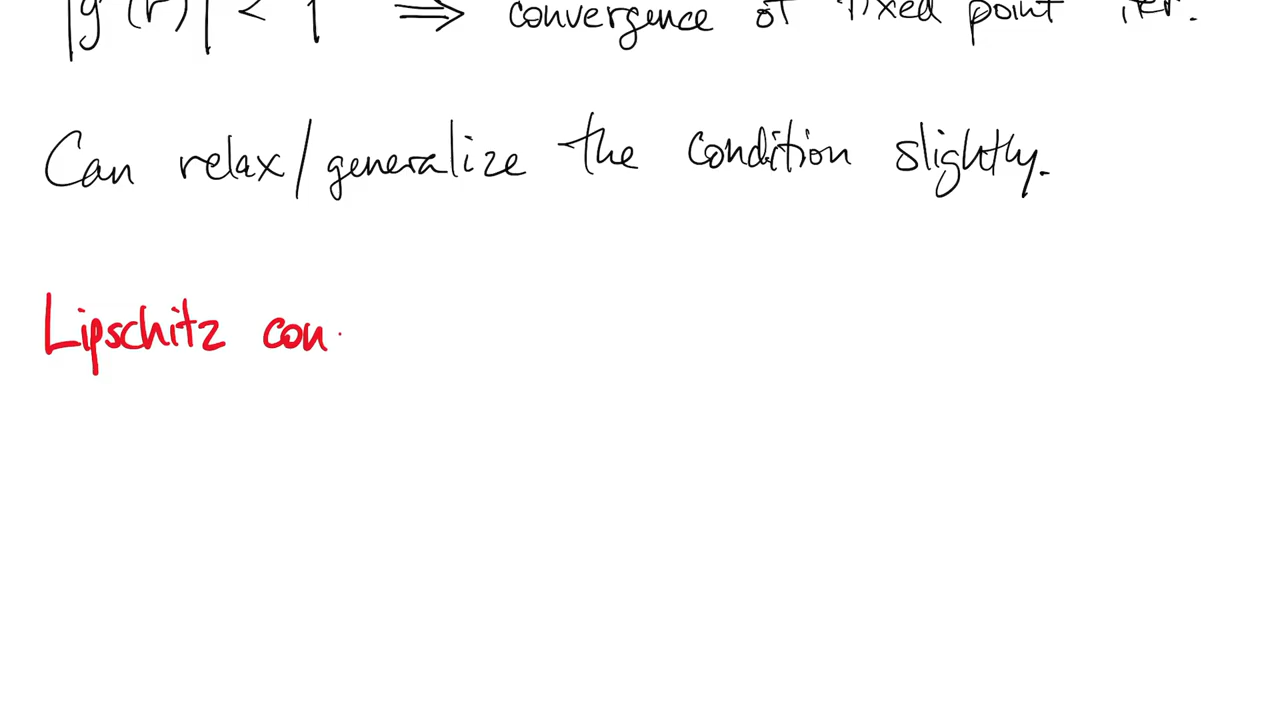 |g'(r)| < 1 ⟹ convergence of fixed point iter.
Can relax/generalize the condition slightly.
Lipschitz con